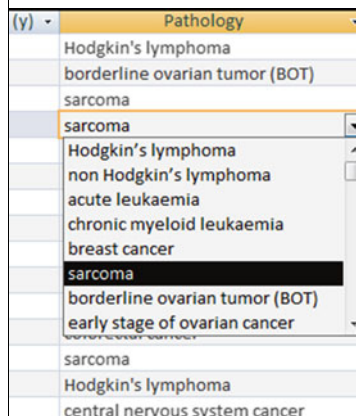 (y) Pathology
Hodgkin's lymphoma
borderline ovarian tumor (BOT)
sarcoma
sarcoma
Hodgkin's lymphoma
non Hodgkin's lymphoma
acute leukaemia
chronic myeloid leukaemia
breast cancer
sarcoma
borderline ovarian tumor (BOT)
early stage of ovarian cancer
colorectal cancer
sarcoma
Hodgkin's lymphoma
central nervous system cancer